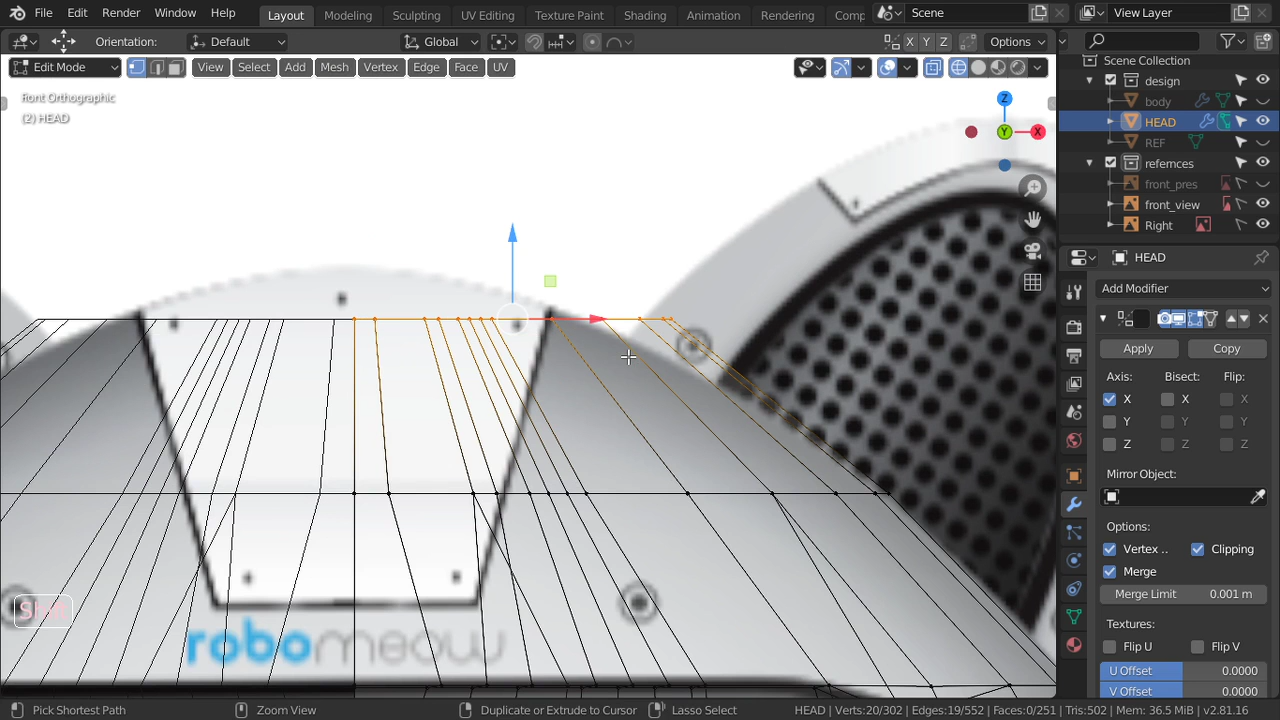 File Edit Render Window Help Layout Modeling Sculpting UV Editing Texture Paint Shading Animation Rendering Comp Scene View Layer
Orientation: Default Global X Y Z Options
Edit Mode View Select Add Mesh Vertex Edge Face UV
Front Orthographic
(2) HEAD
Z
Y
X
Scene Collection
design
body
HEAD
REF
refernces
front_pres
front_view
Right
HEAD
Add Modifier
Apply Copy
Axis: Bisect: Flip:
X X X
Y Y Y
Z Z Z
Mirror Object:
Options:
Vertex .. Clipping
Merge
Merge Limit 0.001 m
Textures:
Flip U Flip V
U Offset 0.0000
V Offset 0.0000
Shift
robomeow
Pick Shortest Path Zoom View Duplicate or Extrude to Cursor Lasso Select HEAD | Verts:20/302 | Edges:19/552 | Faces:0/251 | Tris:502 | Mem: 36.5 MiB | v2.81.16